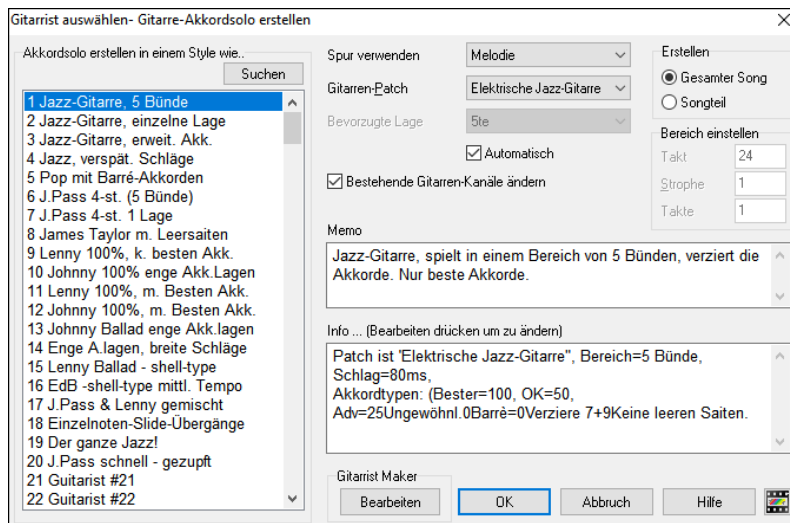 Gitarrist auswählen- Gitarre-Akkordsolo erstellen
Akkordsolo erstellen in einem Style wie..
Suchen
1 Jazz-Gitarre, 5 Bünde
2 Jazz-Gitarre, einzelne Lage
3 Jazz-Gitarre, erweit. Akk.
4 Jazz, verspät. Schläge
5 Pop mit Barré-Akkorden
6 J.Pass 4-st. (5 Bünde)
7 J.Pass 4-st. 1 Lage
8 James Taylor m. Leersaiten
9 Lenny 100%, k. besten Akk.
10 Johnny 100% enge Akk.Lagen
11 Lenny 100%, m. Besten Akk.
12 Johnny 100%, m. Besten Akk.
13 Johnny Ballad enge Akk.lagen
14 Enge A.lagen, breite Schläge
15 Lenny Ballad - shell-type
16 EdB -shell-type mittl. Tempo
17 J.Pass & Lenny gemischt
18 Einzelnoten-Slide-Übergänge
19 Der ganze Jazz!
20 J.Pass schnell - gezupft
21 Guitarist #21
22 Guitarist #22
Spur verwenden
Melodie
Gitarren-Patch
Elektrische Jazz-Gitarre
Bevorzugte Lage
5te
Automatisch
Bestehende Gitarren-Kanäle ändern
Erstellen
Gesamter Song
Songteil
Bereich einstellen
Takt
24
Strophe
1
Takte
1
Memo
Jazz-Gitarre, spielt in einem Bereich von 5 Bünden, verziert die
Akkorde. Nur beste Akkorde.
Info ... (Bearbeiten drücken um zu ändern)
Patch ist 'Elektrische Jazz-Gitarre", Bereich=5 Bünde,
Schlag=80ms,
Akkordtypen: (Bester=100, OK=50,
Adv=25Ungewöhnl.0Barrè=0Verziere 7+9Keine leeren Saiten.
Gitarrist Maker
Bearbeiten
OK
Abbruch
Hilfe